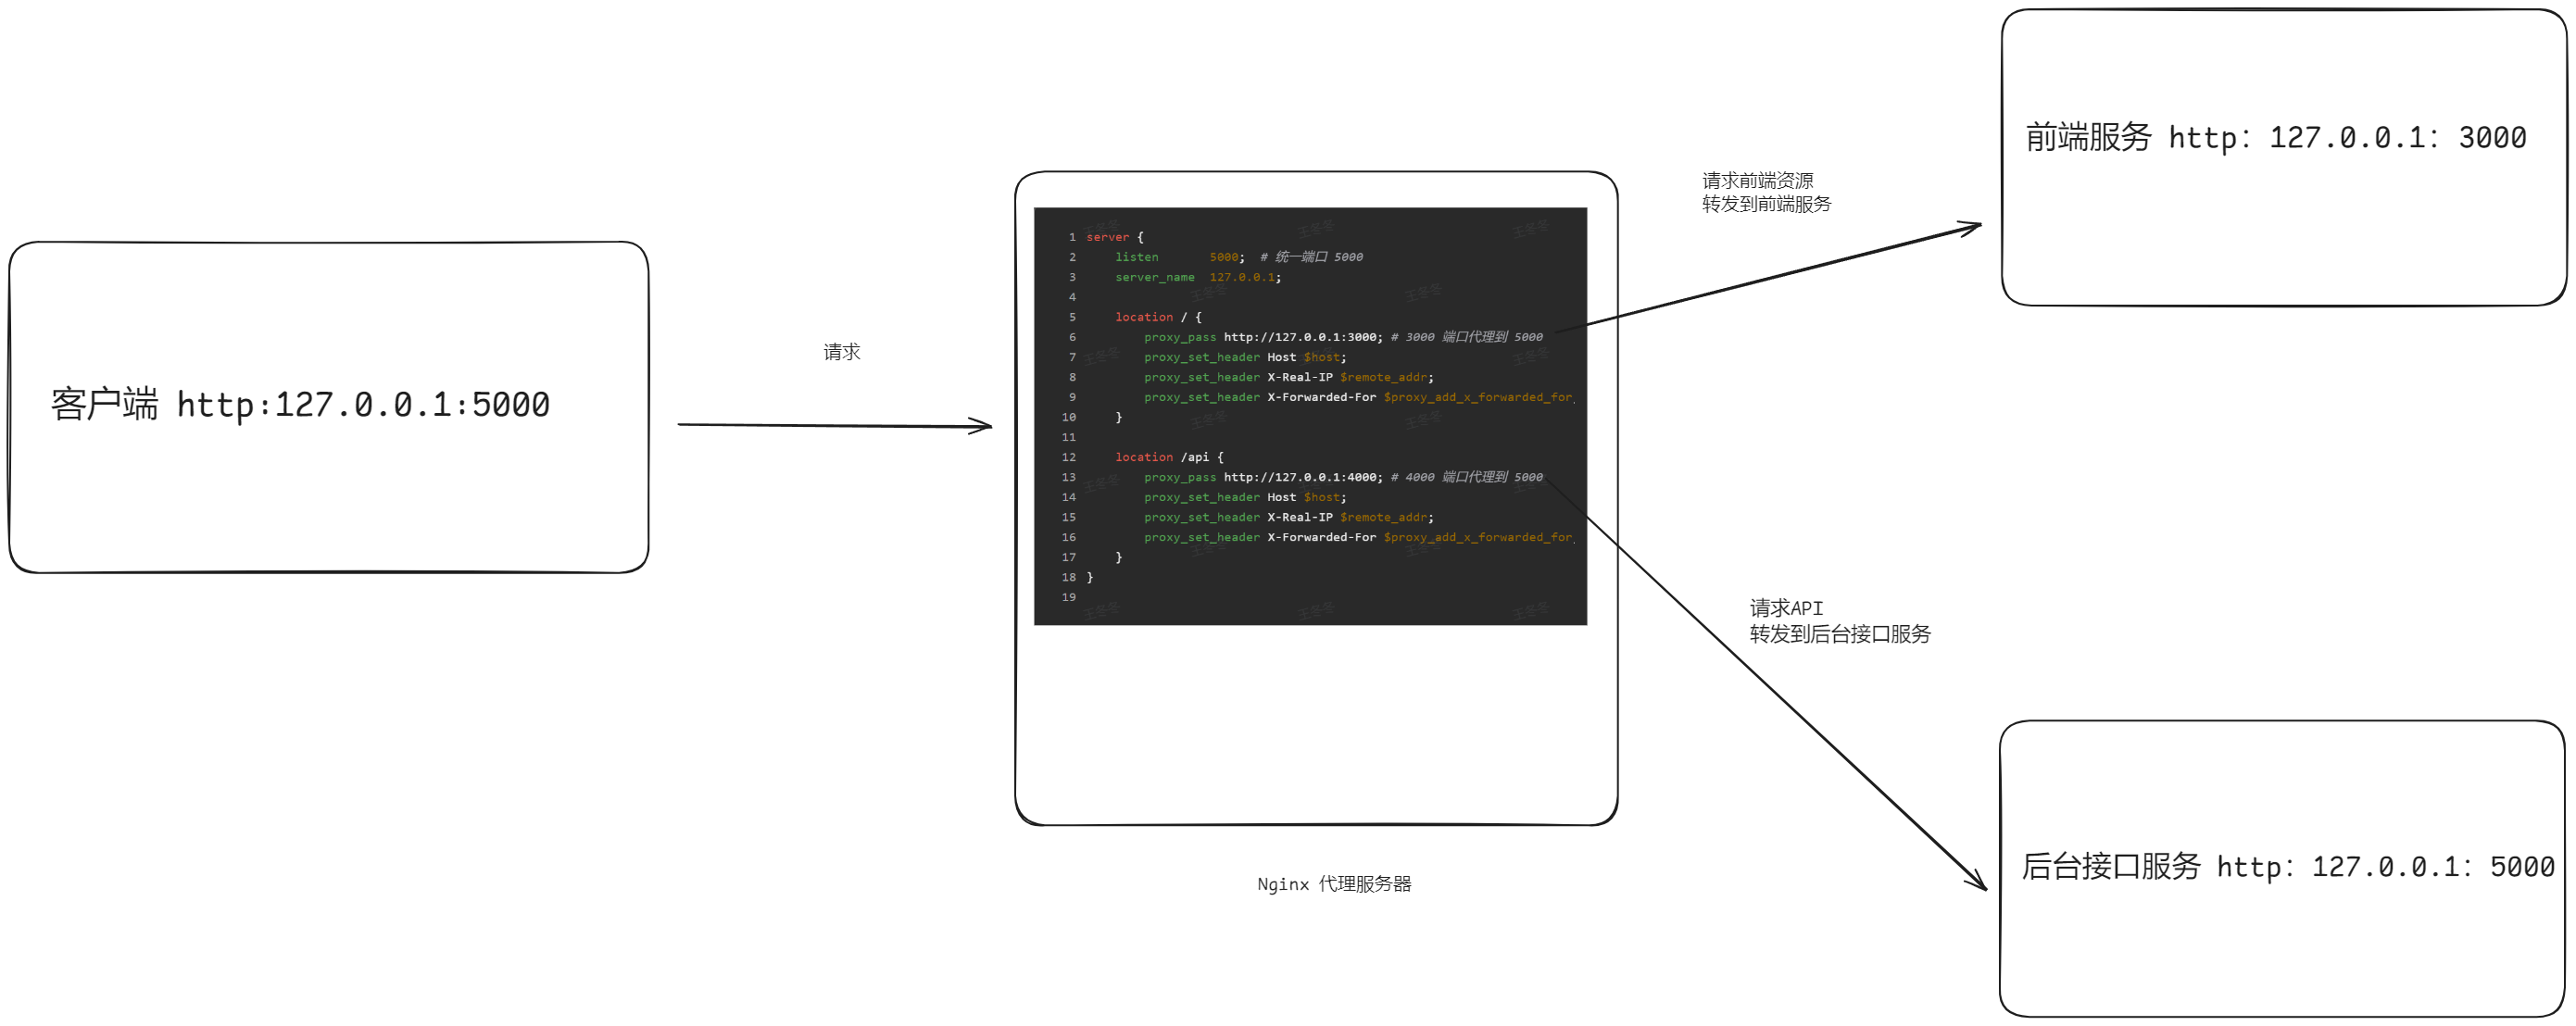 客户端 http:127.0.0.1:5000
请求
1 server {
2 listen 5000; # 统一端口 5000
3 server_name 127.0.0.1;
4
5 location / {
6 proxy_pass http://127.0.0.1:3000; # 3000 端口代理到 5000
7 proxy_set_header Host $host;
8 proxy_set_header X-Real-IP $remote_addr;
9 proxy_set_header X-Forwarded-For $proxy_add_x_forwarded_for
10 }
11
12 location /api {
13 proxy_pass http://127.0.0.1:4000; # 4000 端口代理到 5000
14 proxy_set_header Host $host;
15 proxy_set_header X-Real-IP $remote_addr;
16 proxy_set_header X-Forwarded-For $proxy_add_x_forwarded_for
17 }
18 }
19
王冬冬
Nginx 代理服务器
请求前端资源
转发到前端服务
前端服务 http：127.0.0.1：3000
请求API
转发到后台接口服务
后台接口服务 http：127.0.0.1：5000